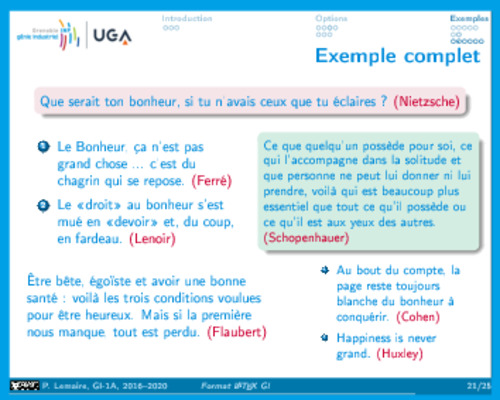 Grenoble INP
génie industriel
UGA
Introduction
Options
Exemples
Exemple complet
Que serait ton bonheur, si tu n'avais ceux que tu éclaires ? (Nietzsche)
1 Le Bonheur, ça n'est pas
grand chose ... c'est du
chagrin qui se repose. (Ferré)
2 Le «droit» au bonheur s'est
mué en «devoir» et, du coup,
en fardeau. (Lenoir)
Ce que quelqu'un possède pour soi, ce
qui l'accompagne dans la solitude et
que personne ne peut lui donner ni lui
prendre, voilà qui est beaucoup plus
essentiel que tout ce qu'il possède ou
ce qu'il est aux yeux des autres.
(Schopenhauer)
Être bête, égoïste et avoir une bonne
santé : voilà les trois conditions voulues
pour être heureux. Mais si la première
nous manque, tout est perdu. (Flaubert)
Au bout du compte, la
page reste toujours
blanche du bonheur à
conquérir. (Cohen)
Happiness is never
grand. (Huxley)
P. Lemaire, GI-1A, 2016–2020
Format LATEX GI
21/25